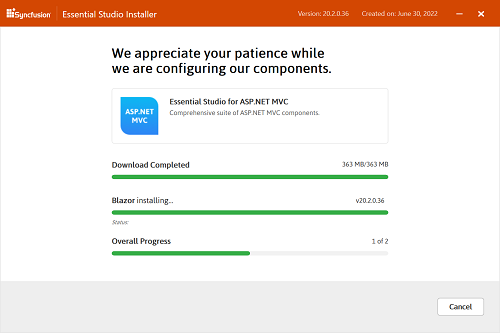 Syncfusion Essential Studio Installer Version: 20.2.0.36 Created on: June 30, 2022
We appreciate your patience while
we are configuring our components.
ASP.NET
MVC
Essential Studio for ASP.NET MVC
Comprehensive suite of ASP.NET MVC components.
Download Completed 363 MB/363 MB
Blazor installing... v20.2.0.36
Status:
Overall Progress 1 of 2
Cancel